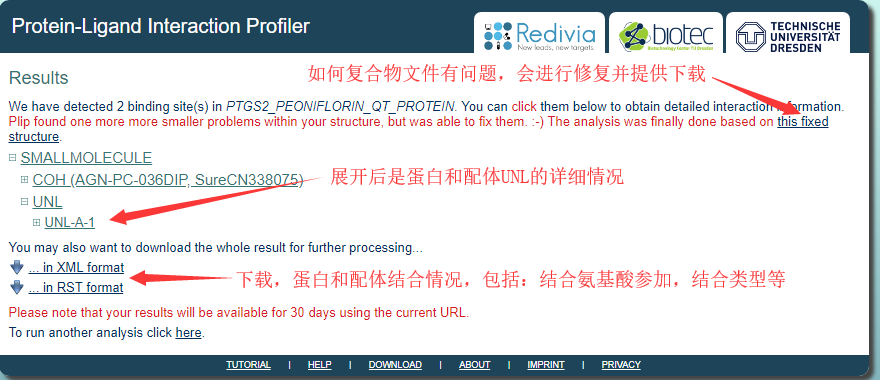 Protein-Ligand Interaction Profiler
Redivia
New leads, new targets.
biotec
Biotechnology Center TU Dresden
TECHNISCHE
UNIVERSITÄT
DRESDEN
Results
如何复合物文件有问题，会进行修复并提供下载
We have detected 2 binding site(s) in PTGS2_PEONIFLORIN_QT_PROTEIN. You can click them below to obtain detailed interaction information.
Plip found one more more smaller problems within your structure, but was able to fix them. :-) The analysis was finally done based on this fixed
structure.
SMALLMOLECULE
COH (AGN-PC-036DIP, SureCN338075)
展开后是蛋白和配体UNL的详细情况
UNL
UNL-A-1
You may also want to download the whole result for further processing...
... in XML format
下载，蛋白和配体结合情况，包括：结合氨基酸参加，结合类型等
... in RST format
Please note that your results will be available for 30 days using the current URL.
To run another analysis click here.
TUTORIAL | HELP | DOWNLOAD | ABOUT | IMPRINT | PRIVACY